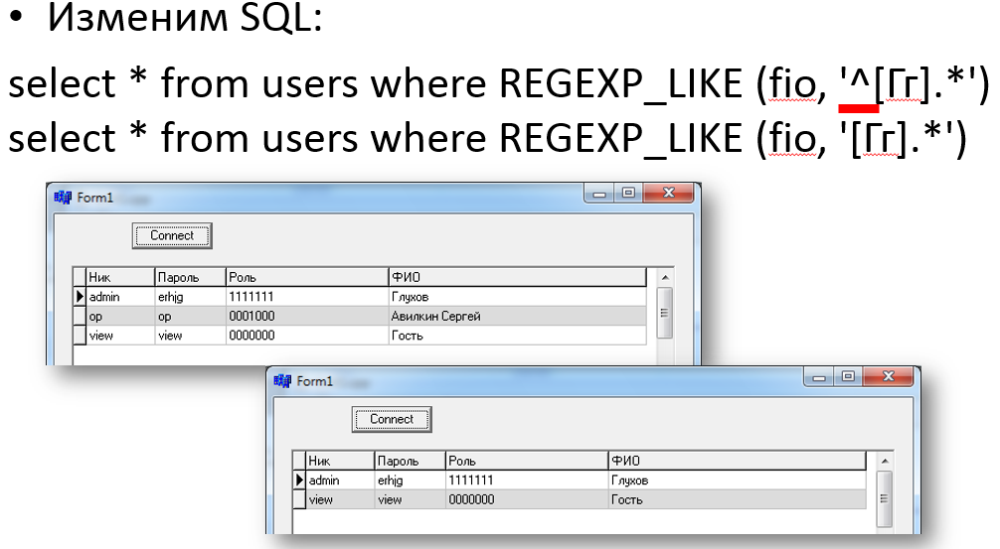 • Изменим SQL:
select * from users where REGEXP_LIKE (fio, '^[Гг].*')
select * from users where REGEXP_LIKE (fio, '[Гг].*')
Form1
Connect
Ник Пароль Роль ФИО
admin erhjg 1111111 Глухов
op op 0001000 Авилкин Сергей
view view 0000000 Гость
Form1
Connect
Ник Пароль Роль ФИО
admin erhjg 1111111 Глухов
view view 0000000 Гость